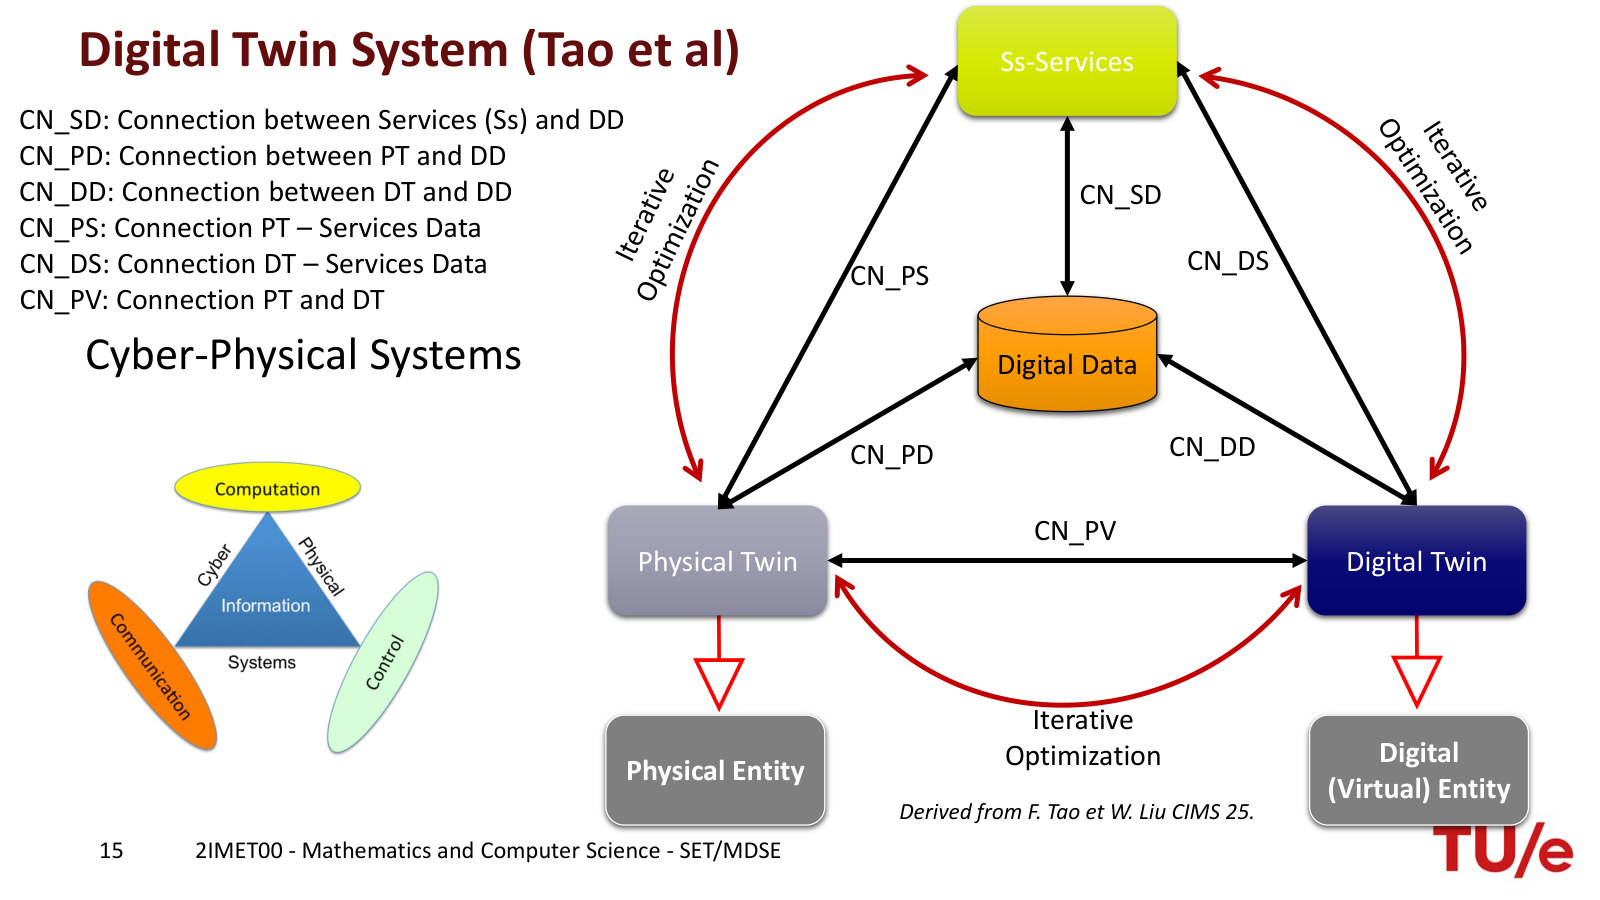 Digital Twin System (Tao et al)
CN_SD: Connection between Services (Ss) and DD
CN_PD: Connection between PT and DD
CN_DD: Connection between DT and DD
CN_PS: Connection PT – Services Data
CN_DS: Connection DT – Services Data
CN_PV: Connection PT and DT
Cyber-Physical Systems
Computation
Cyber
Physical
Information
Systems
Communication
Control
Ss-Services
Iterative
Optimization
Iterative
Optimization
CN_SD
CN_PS
CN_DS
Digital Data
CN_PD
CN_DD
CN_PV
Physical Twin
Digital Twin
Iterative
Optimization
Physical Entity
Digital
(Virtual) Entity
Derived from F. Tao et W. Liu CIMS 25.
15
2IMET00 - Mathematics and Computer Science - SET/MDSE
TU/e